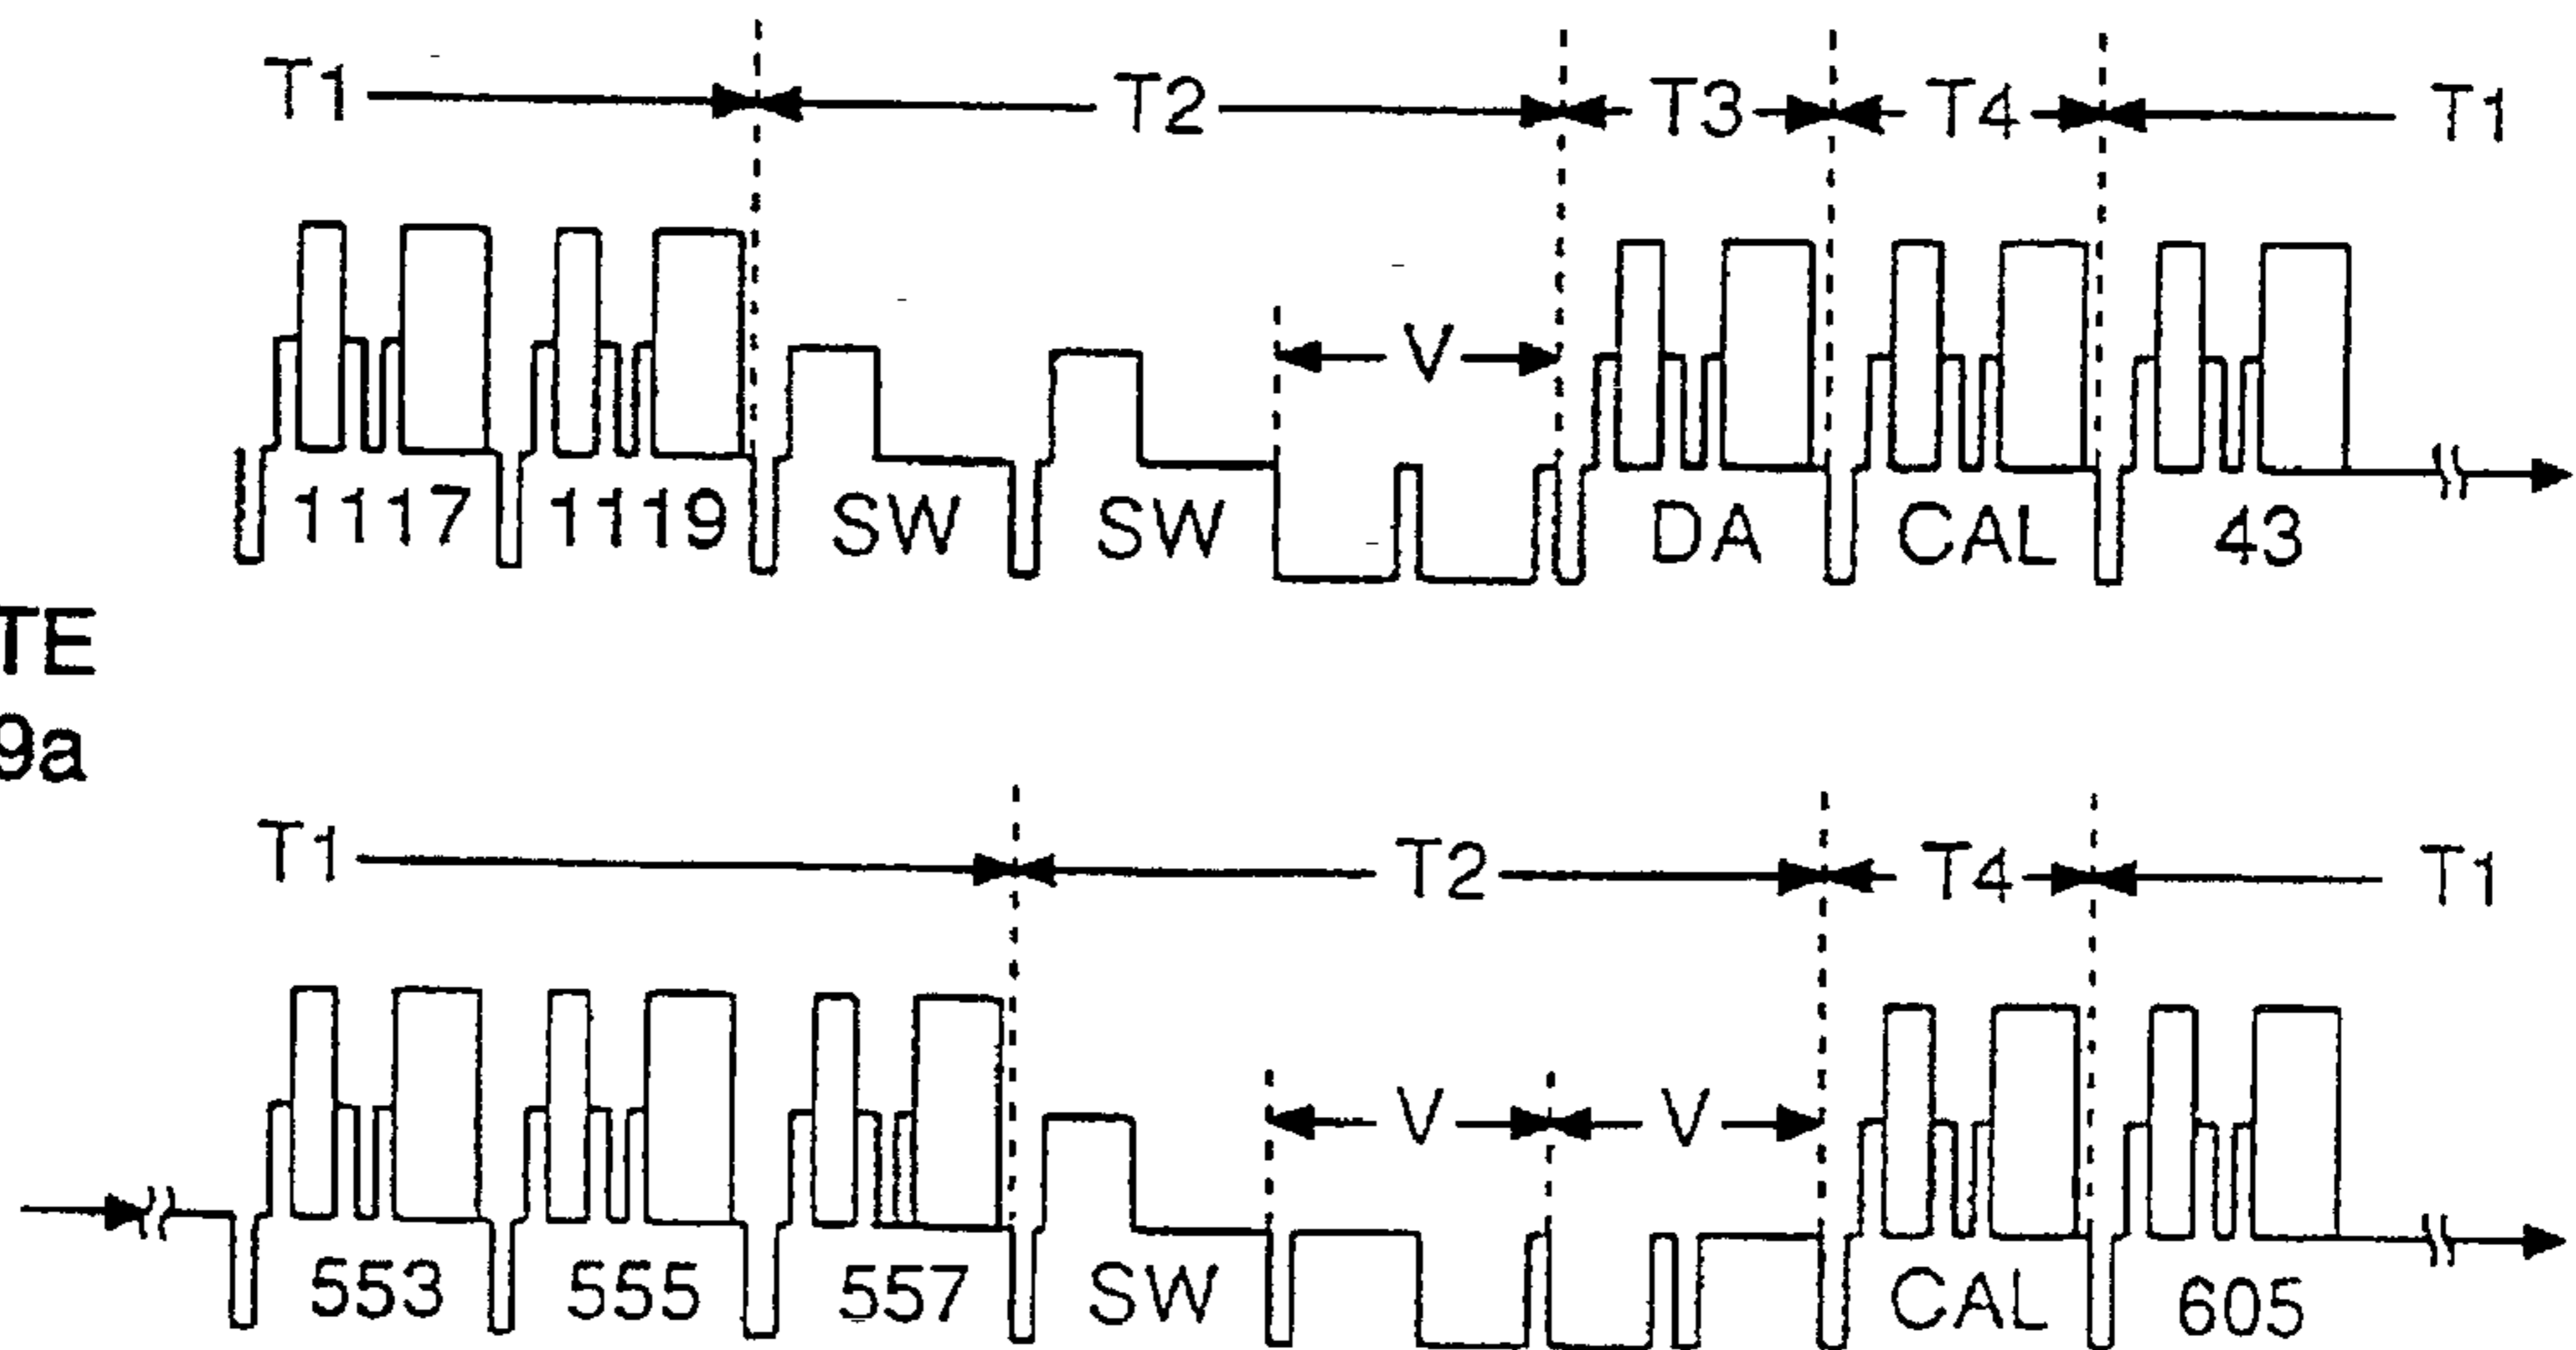 T1 T2 T3 T4 T1
V
1117 1119 SW SW DA CAL 43
TE
9a
T1 T2 T4 T1
V V
553 555 557 SW CAL 605